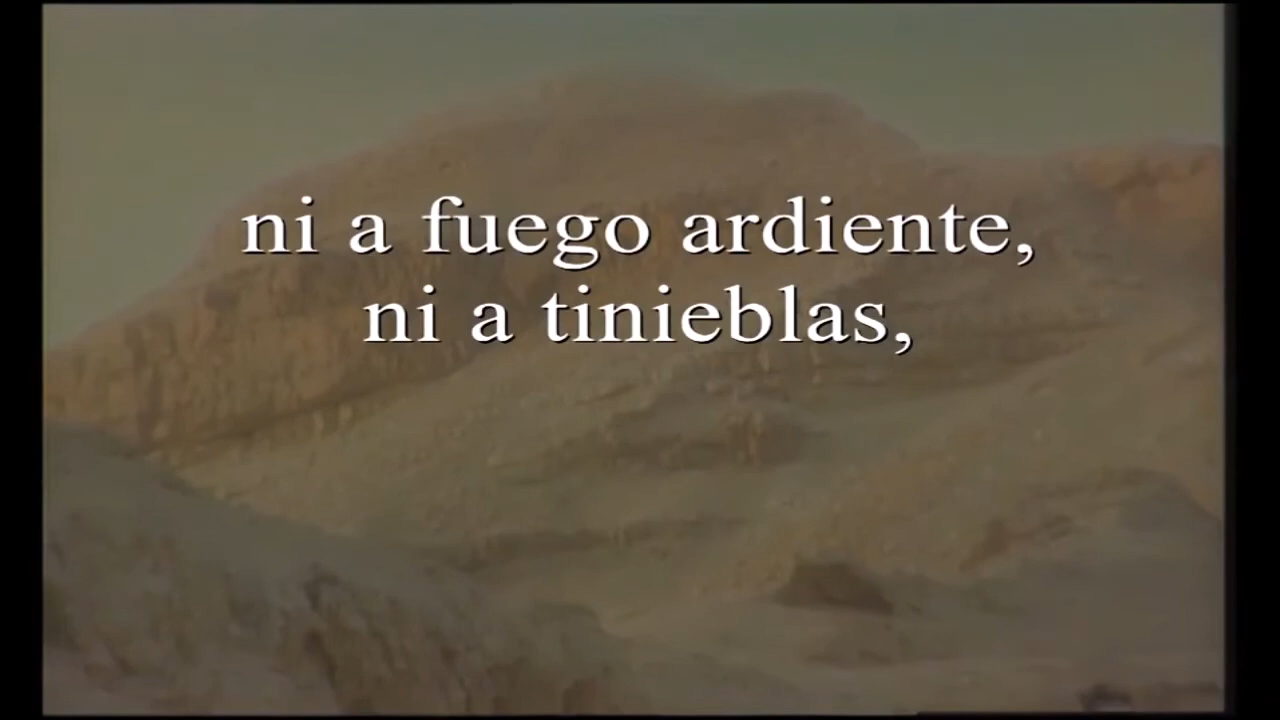 ni a fuego ardiente,
ni a tinieblas,